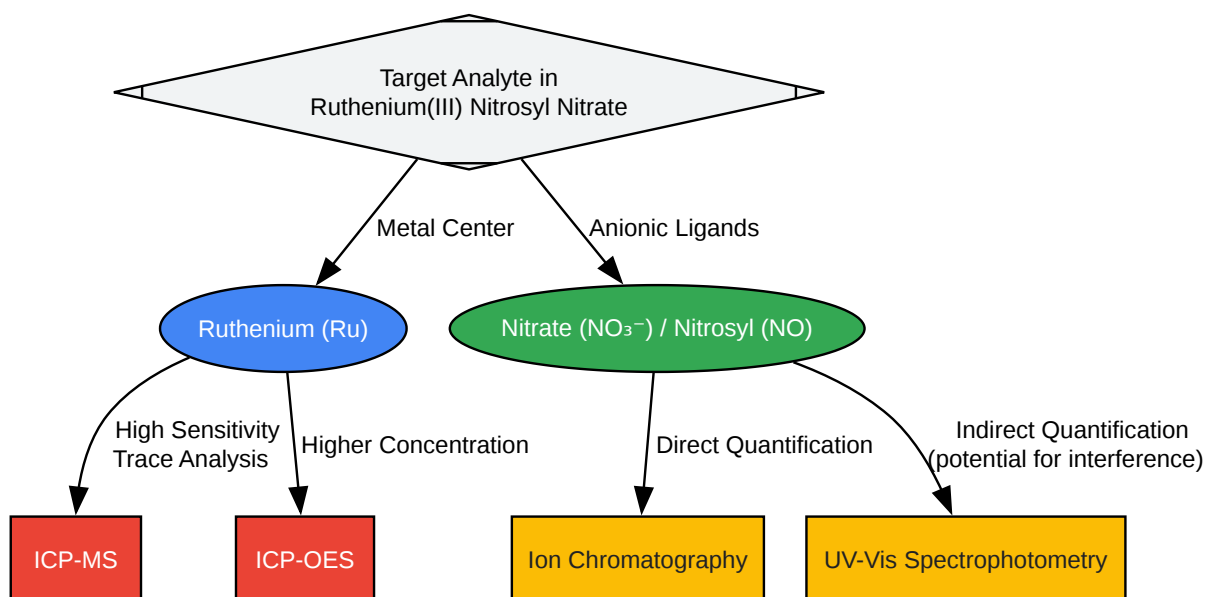 Target Analyte in
Ruthenium(III) Nitrosyl Nitrate
Metal Center
Anionic Ligands
Ruthenium (Ru)
Nitrate (NO₃⁻) / Nitrosyl (NO)
High Sensitivity
Trace Analysis
Higher Concentration
Direct Quantification
Indirect Quantification
(potential for interference)
ICP-MS
ICP-OES
Ion Chromatography
UV-Vis Spectrophotometry